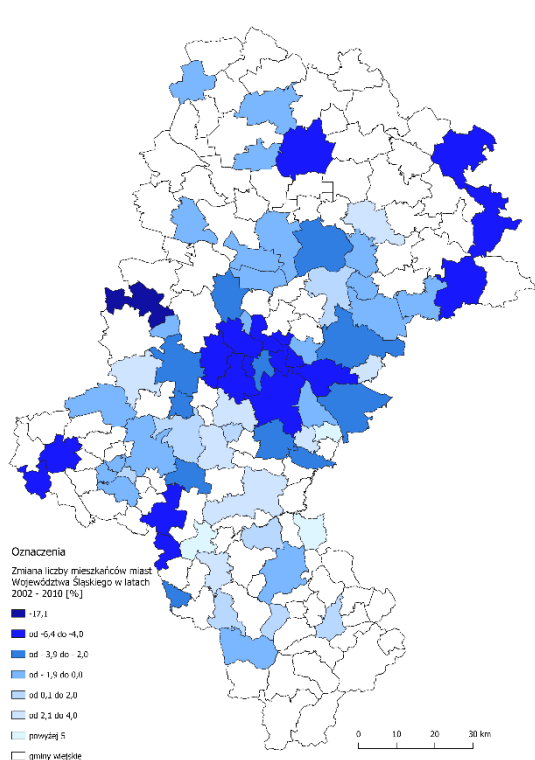 Oznaczenia
Zmiana liczby mieszkańców miast
Województwa Śląskiego w latach
2002 - 2010 [%]
-17,1
od -6,4 do -4,0
od - 3,9 do - 2,0
od - 1,9 do 0,0
od 0,1 do 2,0
od 2,1 do 4,0
powyżej 5
gminy wiejskie
0 10 20 30 km